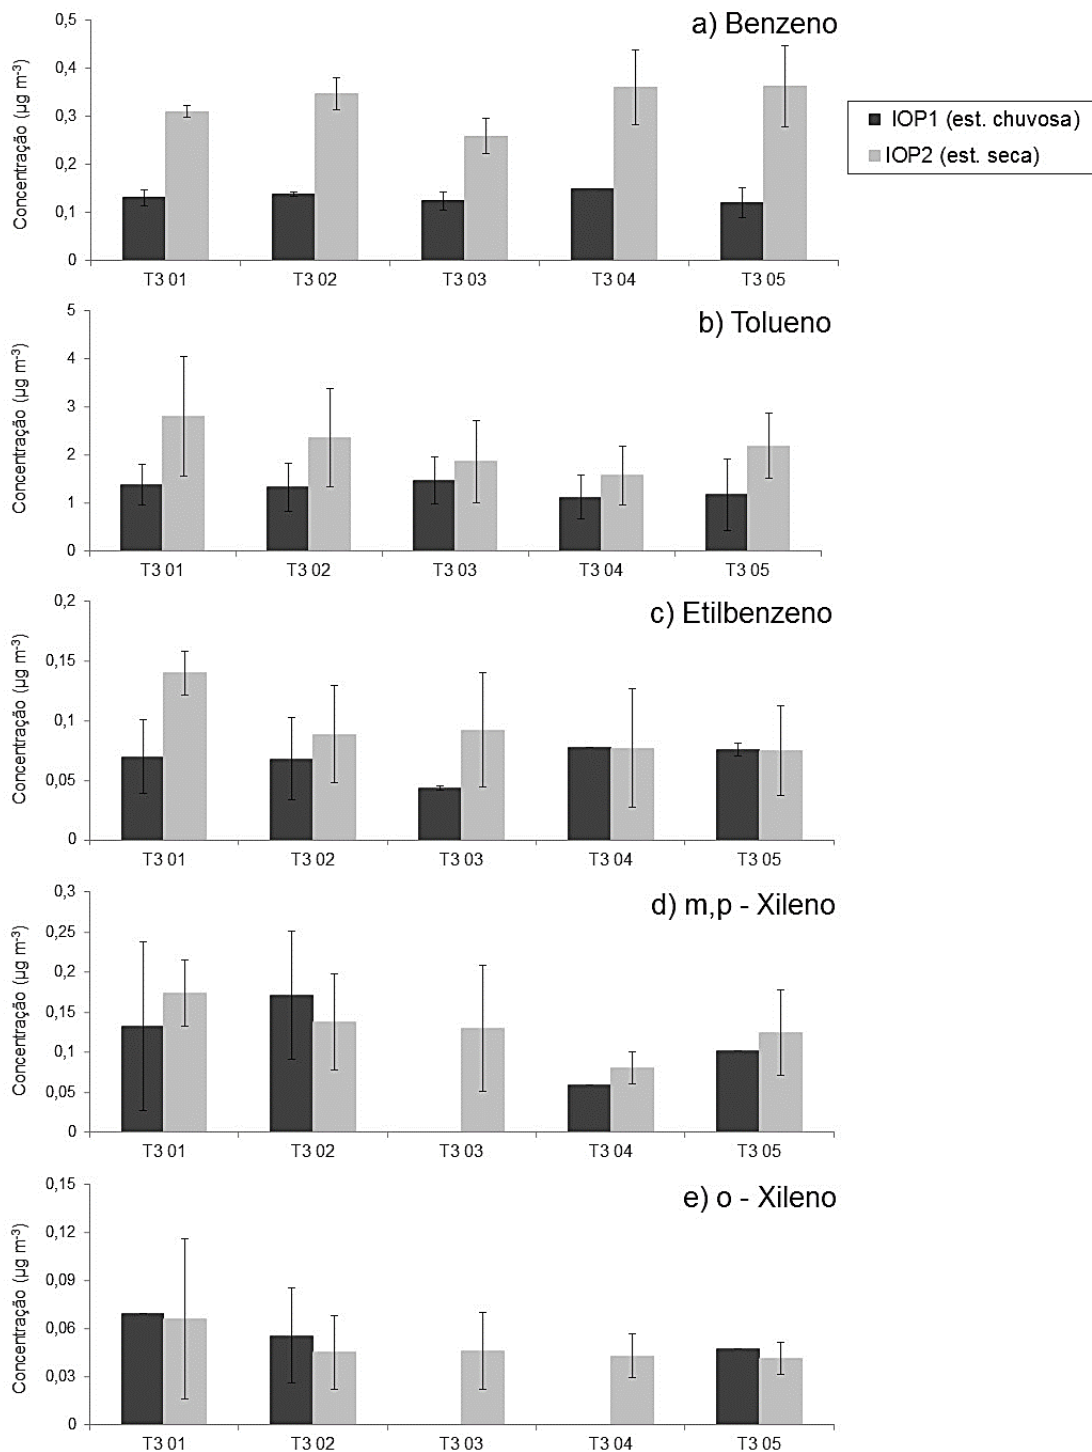 a) Benzeno
Concentração (µg m-3)
0,5
0,4
0,3
0,2
0,1
0
T3 01 T3 02 T3 03 T3 04 T3 05
IOP1 (est. chuvosa)
IOP2 (est. seca)
b) Tolueno
Concentração (µg m-3)
5
4
3
2
1
0
T3 01 T3 02 T3 03 T3 04 T3 05
c) Etilbenzeno
Concentração (µg m-3)
0,2
0,15
0,1
0,05
0
T3 01 T3 02 T3 03 T3 04 T3 05
d) m,p - Xileno
Concentração (µg m-3)
0,3
0,25
0,2
0,15
0,1
0,05
0
T3 01 T3 02 T3 03 T3 04 T3 05
e) o - Xileno
Concentração (µg m-3)
0,15
0,12
0,09
0,06
0,03
0
T3 01 T3 02 T3 03 T3 04 T3 05